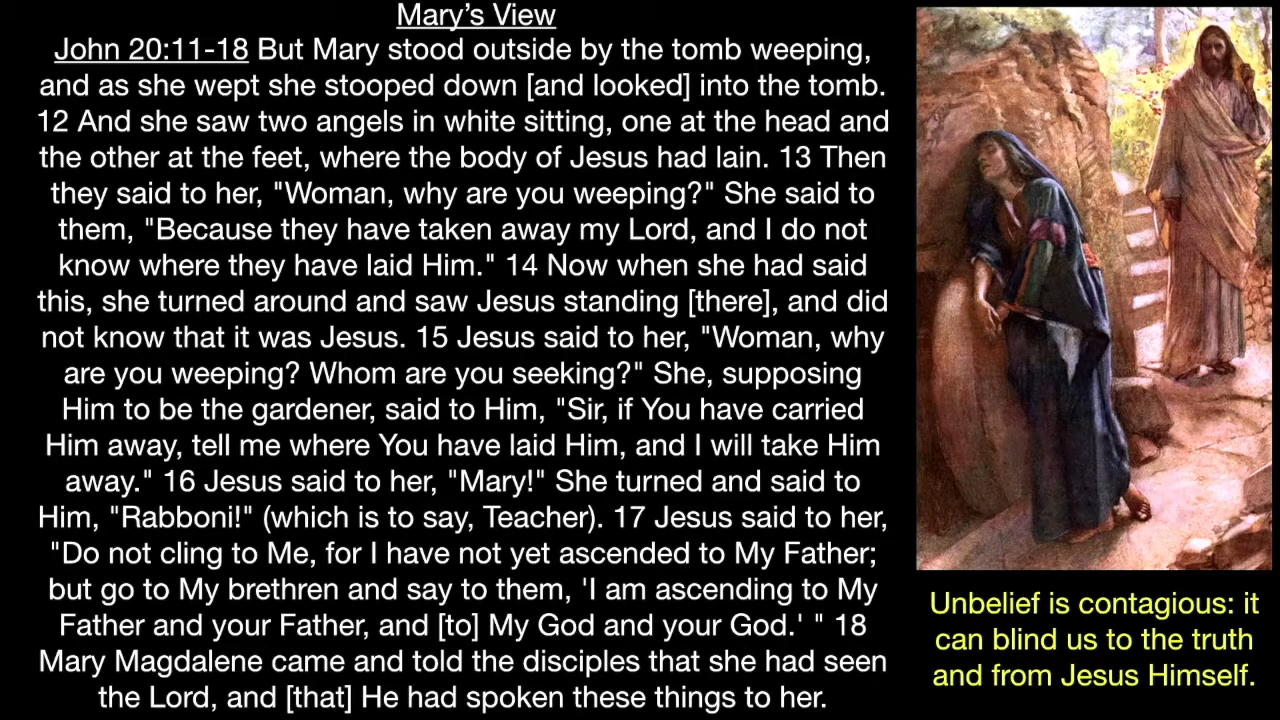 Mary’s View
John 20:11-18 But Mary stood outside by the tomb weeping,
and as she wept she stooped down [and looked] into the tomb.
12 And she saw two angels in white sitting, one at the head and
the other at the feet, where the body of Jesus had lain. 13 Then
they said to her, "Woman, why are you weeping?" She said to
them, "Because they have taken away my Lord, and I do not
know where they have laid Him." 14 Now when she had said
this, she turned around and saw Jesus standing [there], and did
not know that it was Jesus. 15 Jesus said to her, "Woman, why
are you weeping? Whom are you seeking?" She, supposing
Him to be the gardener, said to Him, "Sir, if You have carried
Him away, tell me where You have laid Him, and I will take Him
away." 16 Jesus said to her, "Mary!" She turned and said to
Him, "Rabboni!" (which is to say, Teacher). 17 Jesus said to her,
"Do not cling to Me, for I have not yet ascended to My Father;
but go to My brethren and say to them, 'I am ascending to My
Father and your Father, and [to] My God and your God.' " 18
Mary Magdalene came and told the disciples that she had seen
the Lord, and [that] He had spoken these things to her.
Unbelief is contagious: it
can blind us to the truth
and from Jesus Himself.